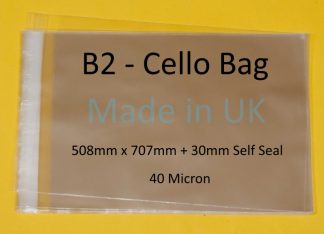 B2 - Cello Bag
Made in UK
508mm x 707mm + 30mm Self Seal
40 Micron